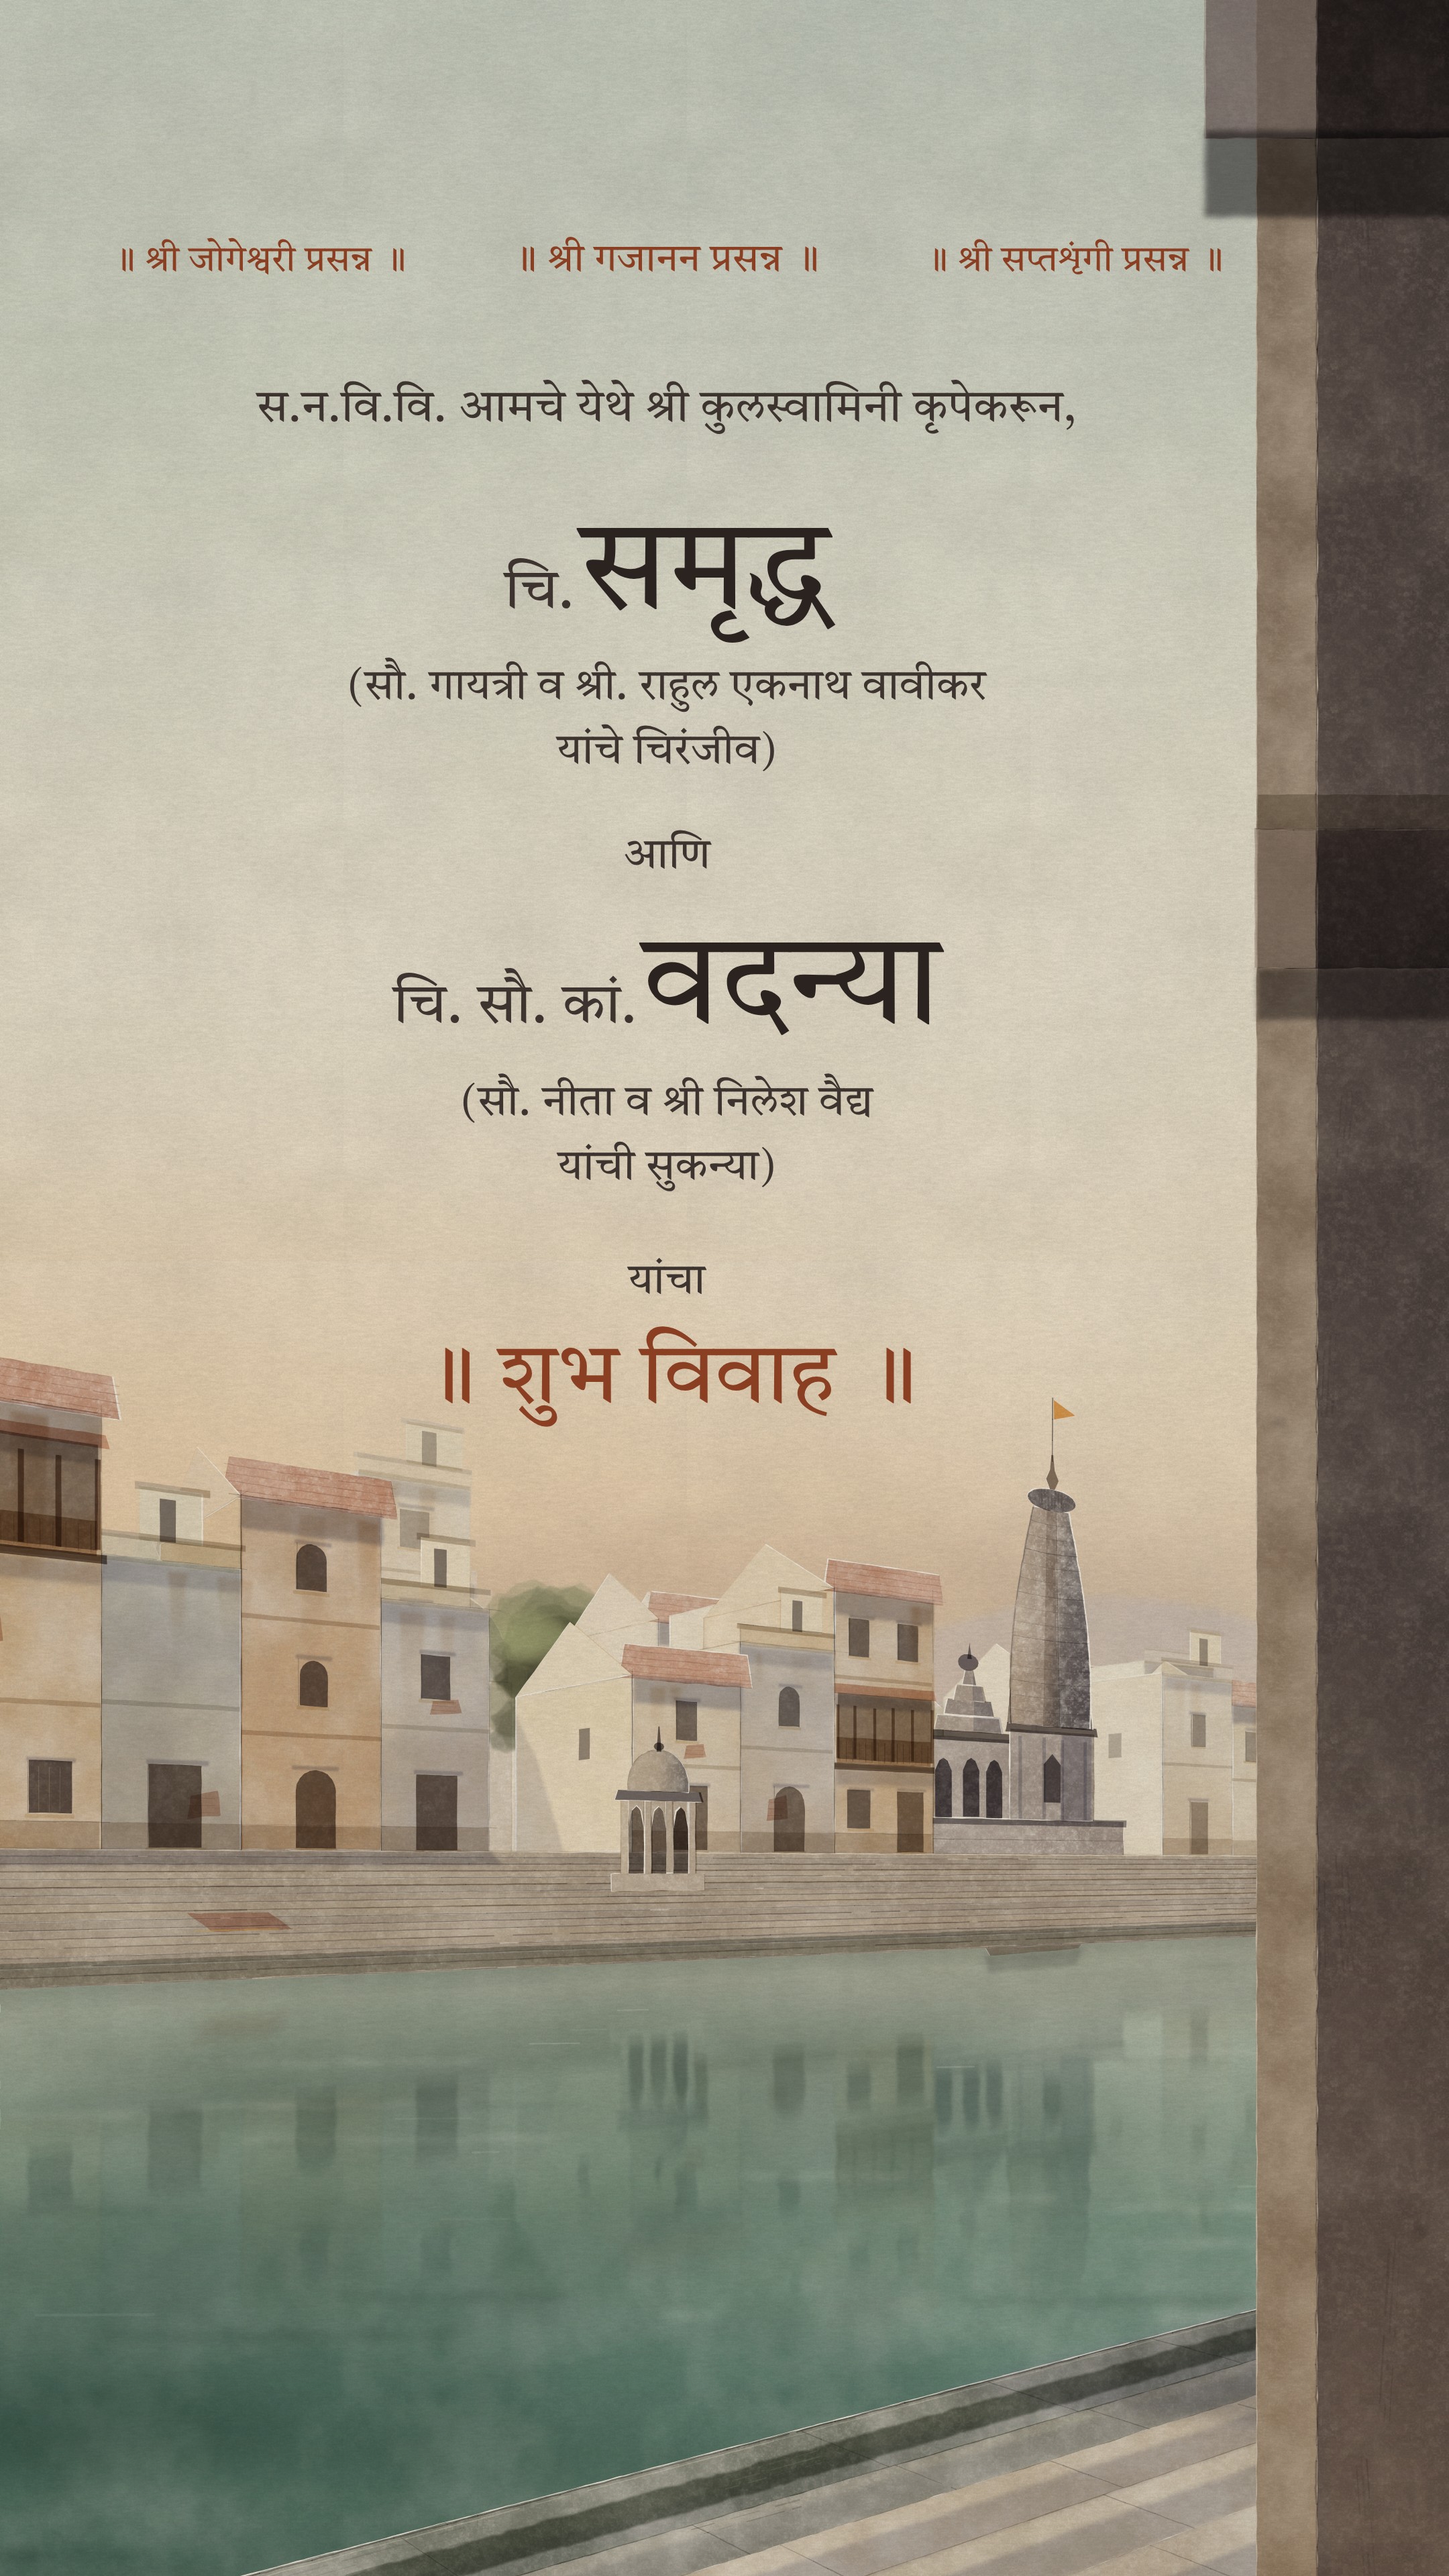 ॥ श्री जोगेश्वरी प्रसन्न ॥ ॥ श्री गजानन प्रसन्न ॥ ॥ श्री सप्तशृंगी प्रसन्न ॥
स.न.वि.वि. आमचे येथे श्री कुलस्वामिनी कृपेकरून,
चि. समृद्ध
(सौ. गायत्री व श्री. राहुल एकनाथ वावीकर
यांचे चिरंजीव)
आणि
चि. सौ. कां. वदन्या
(सौ. नीता व श्री निलेश वैद्य
यांची सुकन्या)
यांचा
॥ शुभ विवाह ॥